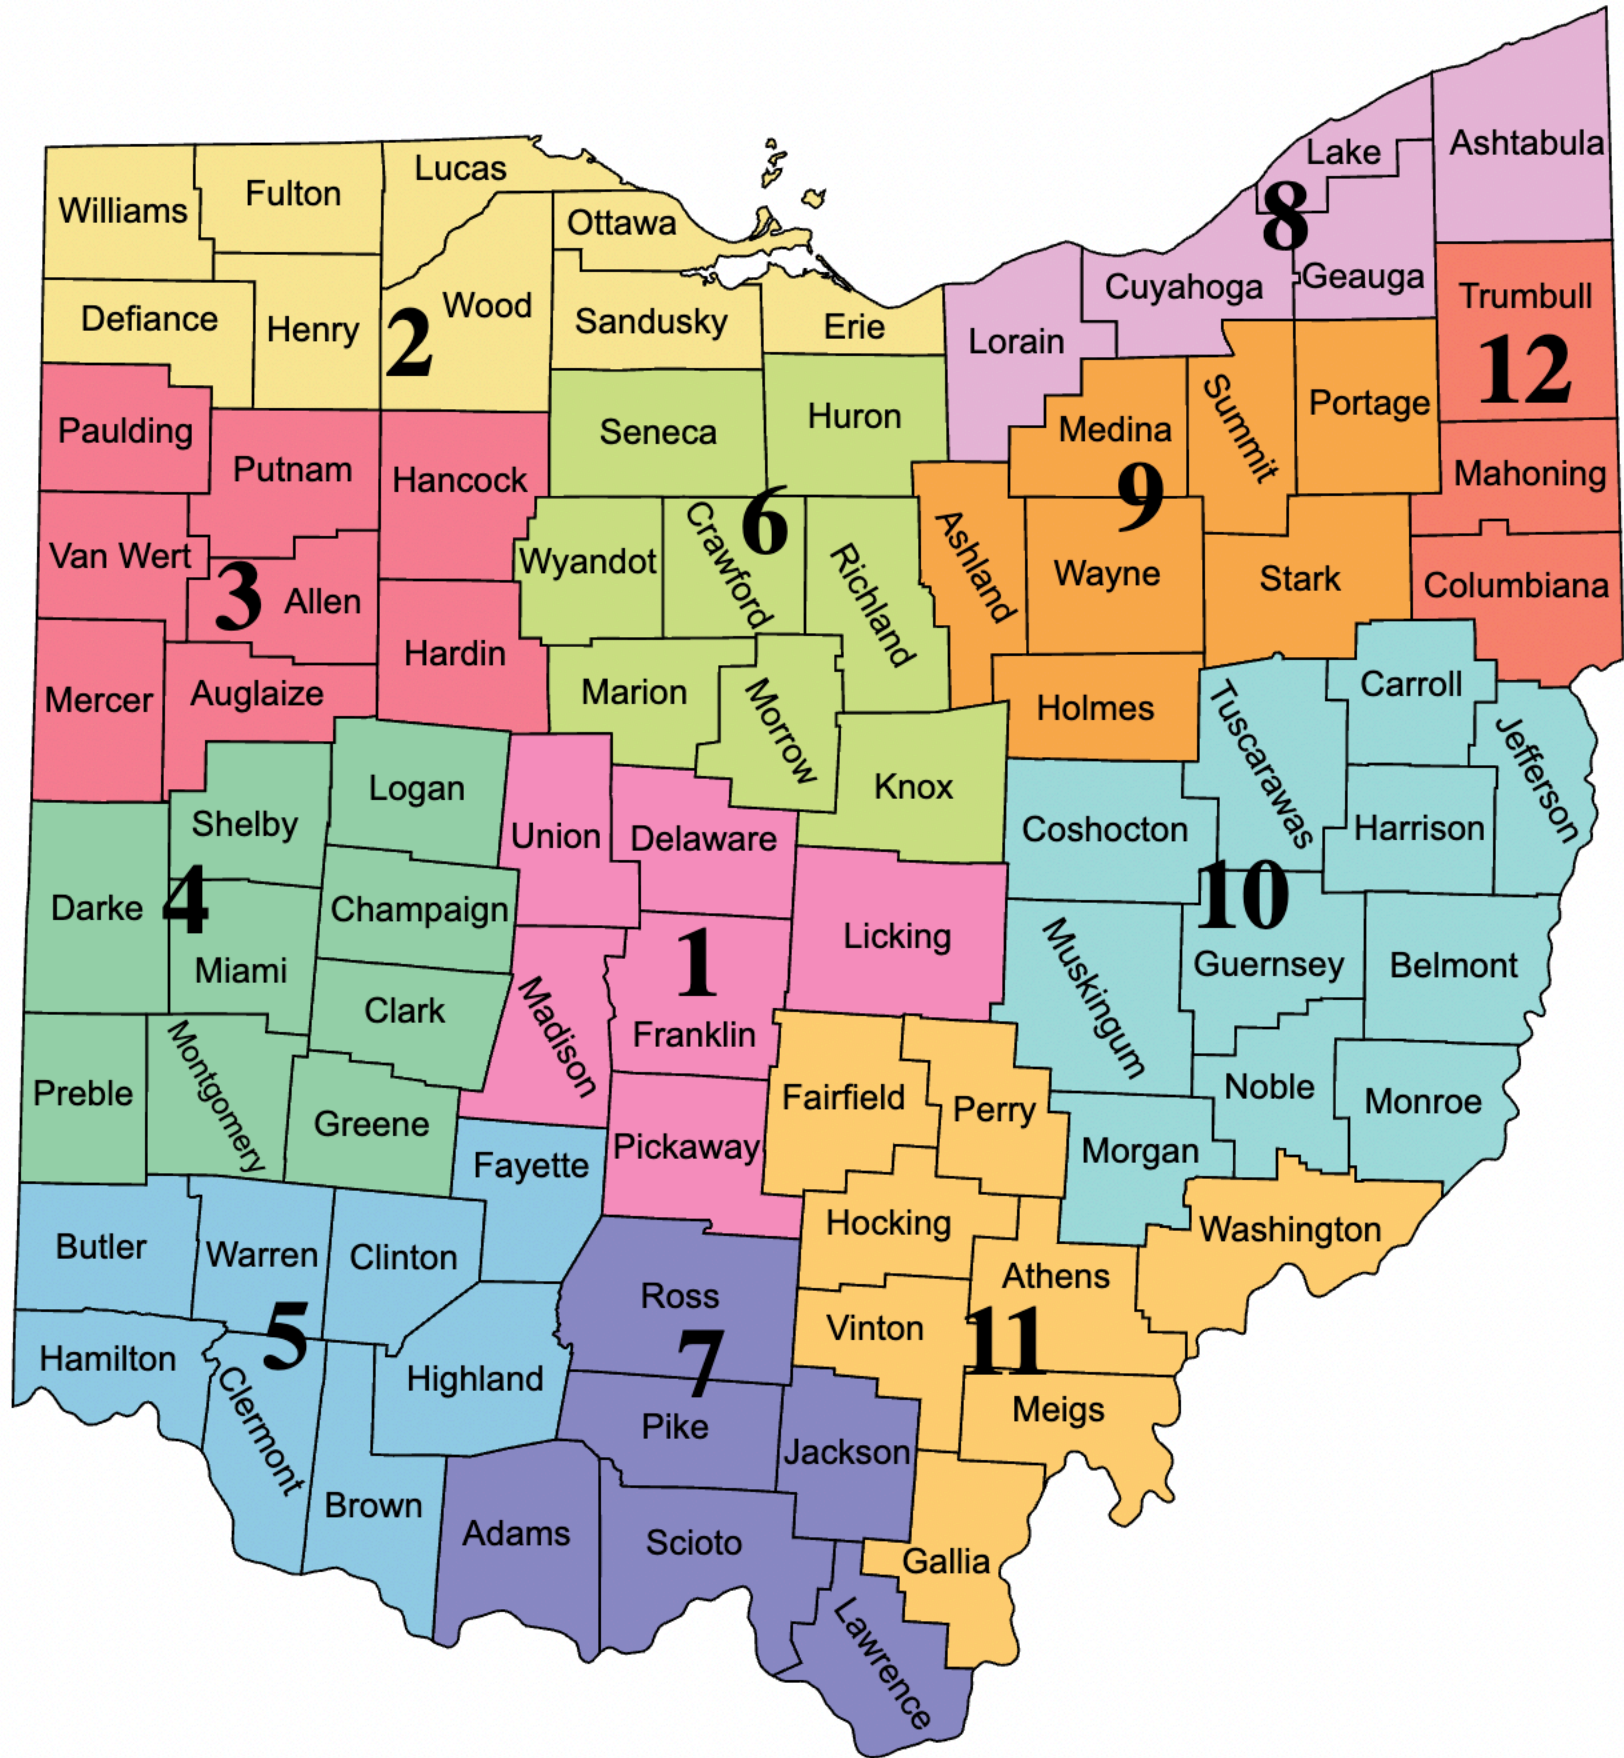 Lake
Ashtabula
Lucas
Fulton
Williams
Ottawa
8
Geauga
Cuyahoga
Trumbull
Wood
Defiance
Henry
2
Sandusky
Erie
Lorain
12
Portage
Summit
Huron
Medina
Paulding
Seneca
Putnam
Hancock
Mahoning
9
6
Crawford
Van Wert
Wyandot
Ashland
Wayne
Stark
Columbiana
3
Allen
Richland
Hardin
Carroll
Mercer
Auglaize
Marion
Morrow
Holmes
Tuscarawas
Jefferson
Logan
Knox
Shelby
Union
Delaware
Coshocton
Harrison
4
10
Darke
Champaign
Licking
1
Miami
Muskingum
Guernsey
Belmont
Clark
Madison
Franklin
Preble
Montgomery
Fairfield
Perry
Noble
Monroe
Greene
Pickaway
Morgan
Fayette
Hocking
Washington
Butler
Warren
Clinton
Athens
Ross
5
Vinton
11
Hamilton
7
Highland
Clermont
Meigs
Pike
Jackson
Brown
Adams
Scioto
Gallia
Lawrence